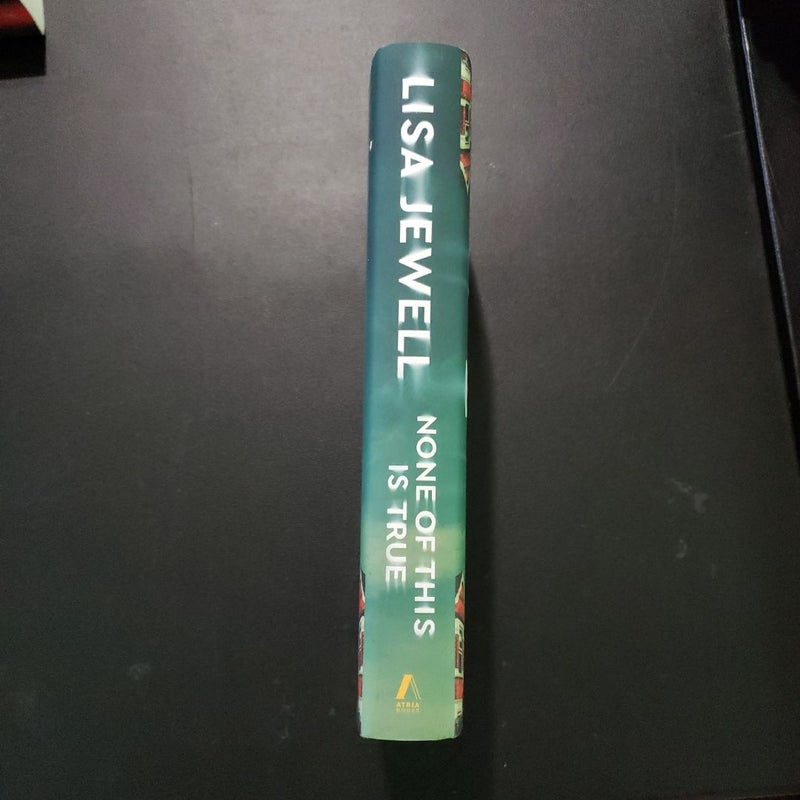 LISA JEWELL
NONE OF THIS
IS TRUE
ATRIA
BOOKS